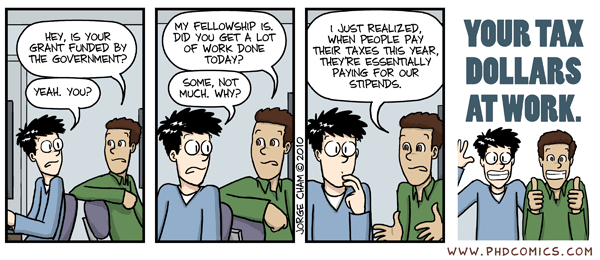 HEY, IS YOUR
GRANT FUNDED BY
THE GOVERNMENT?
YEAH. YOU?
MY FELLOWSHIP IS.
DID YOU GET A LOT
OF WORK DONE
TODAY?
SOME, NOT
MUCH. WHY?
JORGE CHAM © 2010
I JUST REALIZED,
WHEN PEOPLE PAY
THEIR TAXES THIS YEAR,
THEY'RE ESSENTIALLY
PAYING FOR OUR
STIPENDS.
YOUR TAX
DOLLARS
AT WORK.
WWW.PHDCOMICS.COM